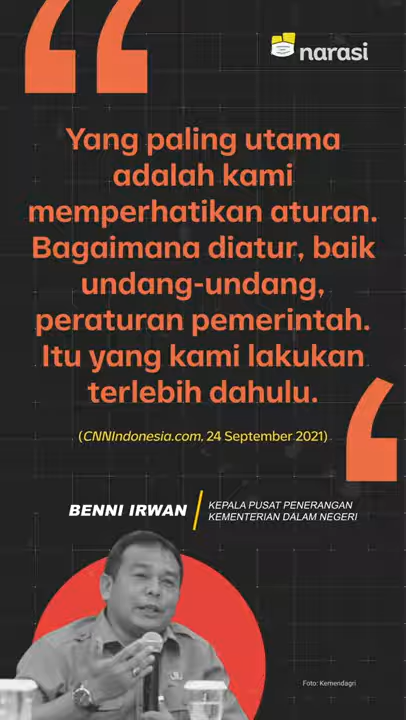 narasi
Yang paling utama
adalah kami
memperhatikan aturan.
Bagaimana diatur, baik
undang-undang,
peraturan pemerintah.
Itu yang kami lakukan
terlebih dahulu.
(CNNIndonesia.com, 24 September 2021)
BENNI IRWAN
KEPALA PUSAT PENERANGAN
KEMENTERIAN DALAM NEGERI
Foto: Kemendagri